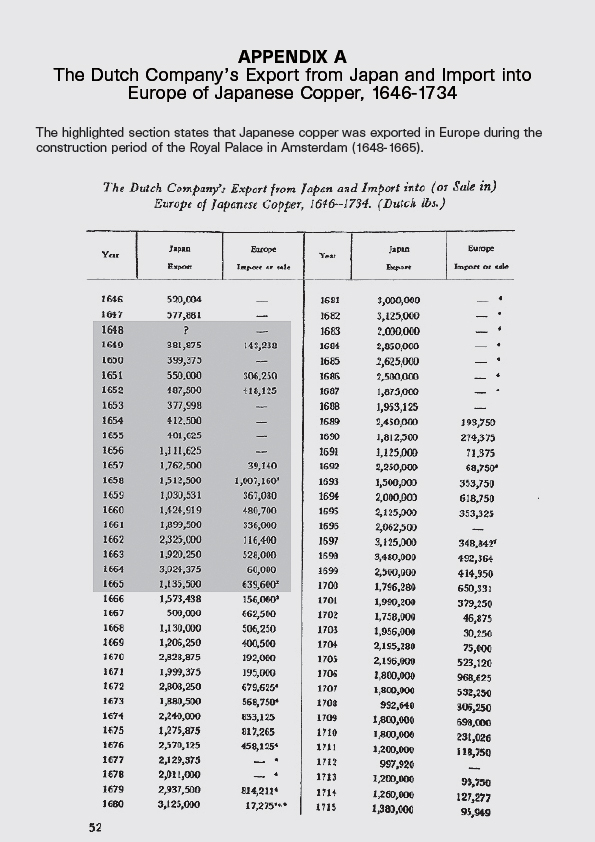 APPENDIX A
The Dutch Company's Export from Japan and Import into
Europe of Japanese Copper, 1646-1734
The highlighted section states that Japanese copper was exported in Europe during the
construction period of the Royal Palace in Amsterdam (1648-1665).
The Dutch Company's Export from Japan and Import into (or Sale in)
Europe of Japanese Copper, 1646–1734. (Dutch lbs.)
Year Japan Europe Year Japan Europe
Export Import or sale Export Import or sale
1646 520,004 — 1681 3,000,000 — ⁴
1647 577,881 — 1682 3,125,000 — ⁴
1648 ? — 1683 2,000,000 — ⁴
1649 381,875 143,238 1684 2,850,000 — ⁴
1650 399,375 — 1685 2,625,000 — ⁴
1651 550,000 306,250 1686 2,500,000 — ⁴
1652 487,500 418,125 1687 1,875,000 —
1653 377,998 — 1688 1,953,125 —
1654 412,500 — 1689 2,450,000 193,750
1655 401,625 — 1690 1,812,500 274,375
1656 1,111,625 — 1691 1,125,000 71,375
1657 1,762,500 39,140 1692 2,250,000 68,750
1658 1,512,500 1,007,160 1693 1,500,000 353,750
1659 1,030,531 367,080 1694 2,000,000 618,750
1660 1,424,919 480,700 1695 2,125,000 353,325
1661 1,899,500 336,000 1696 2,062,500 —
1662 2,325,000 116,400 1697 3,125,000 348,842
1663 1,920,250 528,000 1698 3,480,000 492,364
1664 3,024,375 60,000 1699 2,500,000 414,950
1665 1,135,500 639,600² 1700 1,796,280 650,331
1666 1,573,438 156,000³ 1701 1,990,200 379,250
1667 500,000 662,500 1702 1,758,000 46,875
1668 1,130,000 506,250 1703 1,956,000 30,250
1669 1,206,250 400,500 1704 2,195,280 75,000
1670 2,828,875 192,000 1705 2,196,000 523,120
1671 1,999,375 195,000 1706 1,800,000 968,625
1672 2,808,250 679,625⁴ 1707 1,800,000 532,250
1673 1,880,500 568,750⁴ 1708 992,640 306,250
1674 2,240,000 853,125 1709 1,800,000 698,000
1675 1,275,875 817,265 1710 1,800,000 231,026
1676 2,570,125 458,125⁴ 1711 1,200,000 118,750
1677 2,129,375 — ⁴ 1712 997,920 —
1678 2,011,000 — ⁴ 1713 1,200,000 93,750
1679 2,937,500 814,211⁴ 1714 1,260,000 127,277
1680 3,125,000 17,275 1715 1,380,000 95,949
52